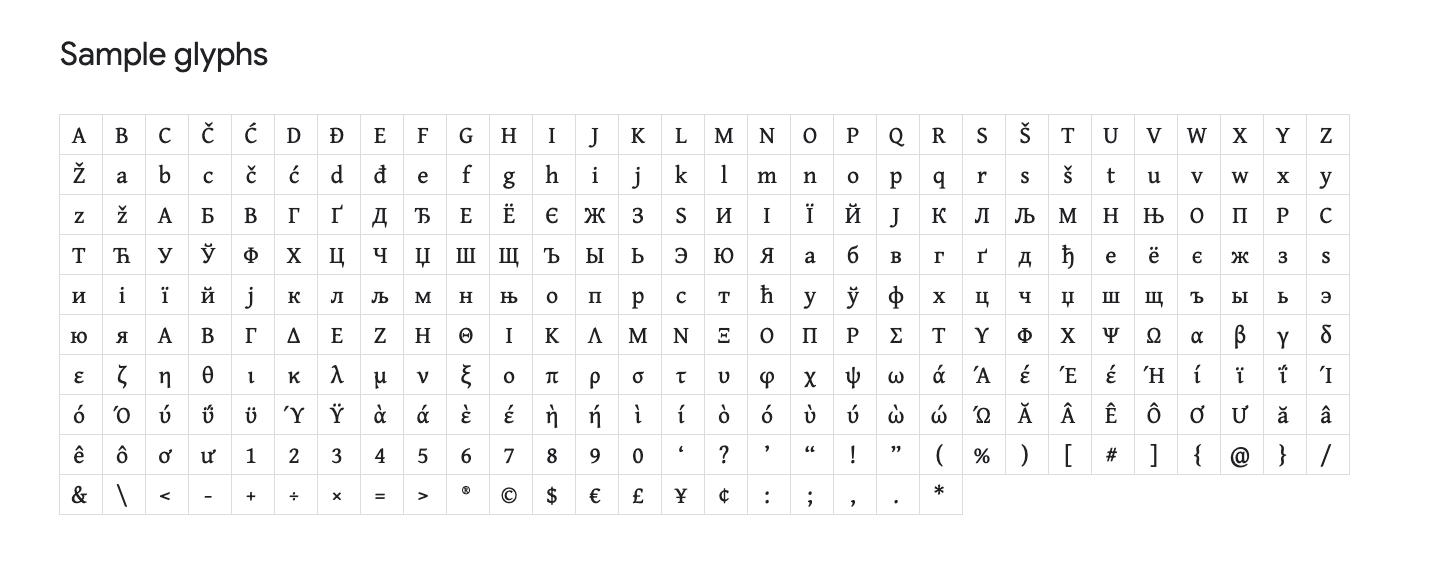 Sample glyphs
A B C Č Ć D Đ E F G H I J K L M N O P Q R S Š T U V W X Y Z
Ž a b c č ć d đ e f g h i j k l m n o p q r s š t u v w x y
z ž А Б В Г Ґ Д Ђ Е Ё Є Ж З Ѕ И І Ї Й Ј К Л Љ М Н Њ О П Р С
Т Ћ У Ў Ф Х Ц Ч Џ Ш Щ Ъ Ы Ь Э Ю Я а б в г ґ д ђ е ё є ж з ѕ
и і ї й ј к л љ м н њ о п р с т ћ у ў ф х ц ч џ ш щ ъ ы ь э
ю я Α Β Γ Δ Ε Ζ Η Θ Ι Κ Λ Μ Ν Ξ Ο Π Ρ Σ Τ Υ Φ Χ Ψ Ω α β γ δ
ε ζ η θ ι κ λ μ ν ξ ο π ρ σ τ υ φ χ ψ ω ά Ά έ Έ έ Ή ί ϊ ΐ Ί
ό Ό ύ ΰ ϋ Ύ Ϋ ὰ ά ὲ έ ὴ ή ὶ ί ὸ ό ὺ ύ ὼ ώ Ώ Ă Â Ê Ô Ơ Ư ă â
ê ô ơ ư 1 2 3 4 5 6 7 8 9 0 ‘ ? ’ “ ! ” ( % ) [ # ] { @ } /
& \ < - + ÷ × = > ® © $ € £ ¥ ¢ : ; , . *